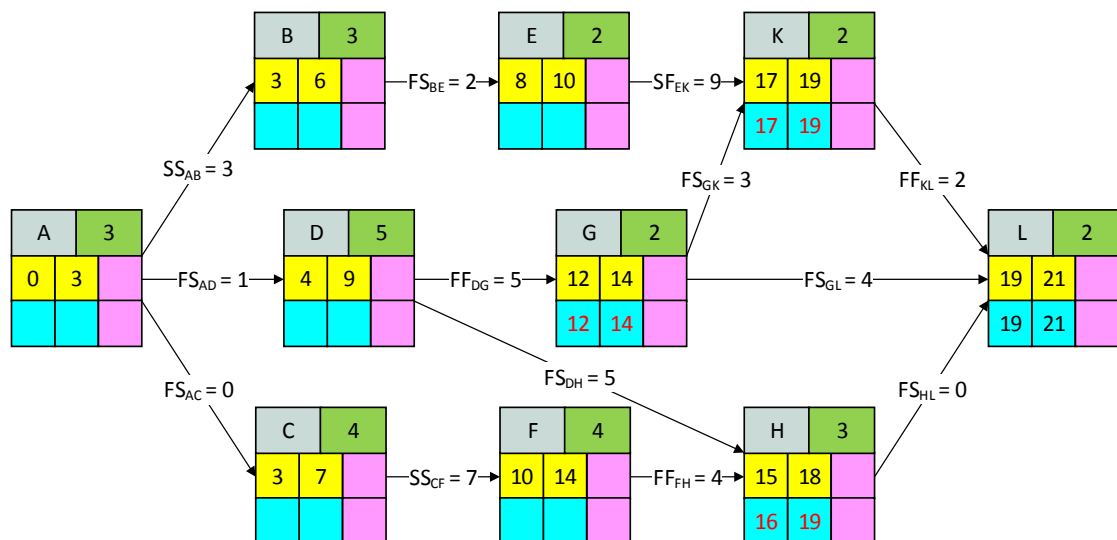 B 3
3 6
E 2
8 10
K 2
17 19
17 19
FS_BE = 2
SF_EK = 9
SS_AB = 3
FS_GK = 3
FF_KL = 2
A 3
0 3
D 5
4 9
G 2
12 14
12 14
L 2
19 21
19 21
FS_AD = 1
FF_DG = 5
FS_GL = 4
FS_AC = 0
FS_DH = 5
FS_HL = 0
C 4
3 7
F 4
10 14
H 3
15 18
16 19
SS_CF = 7
FF_FH = 4